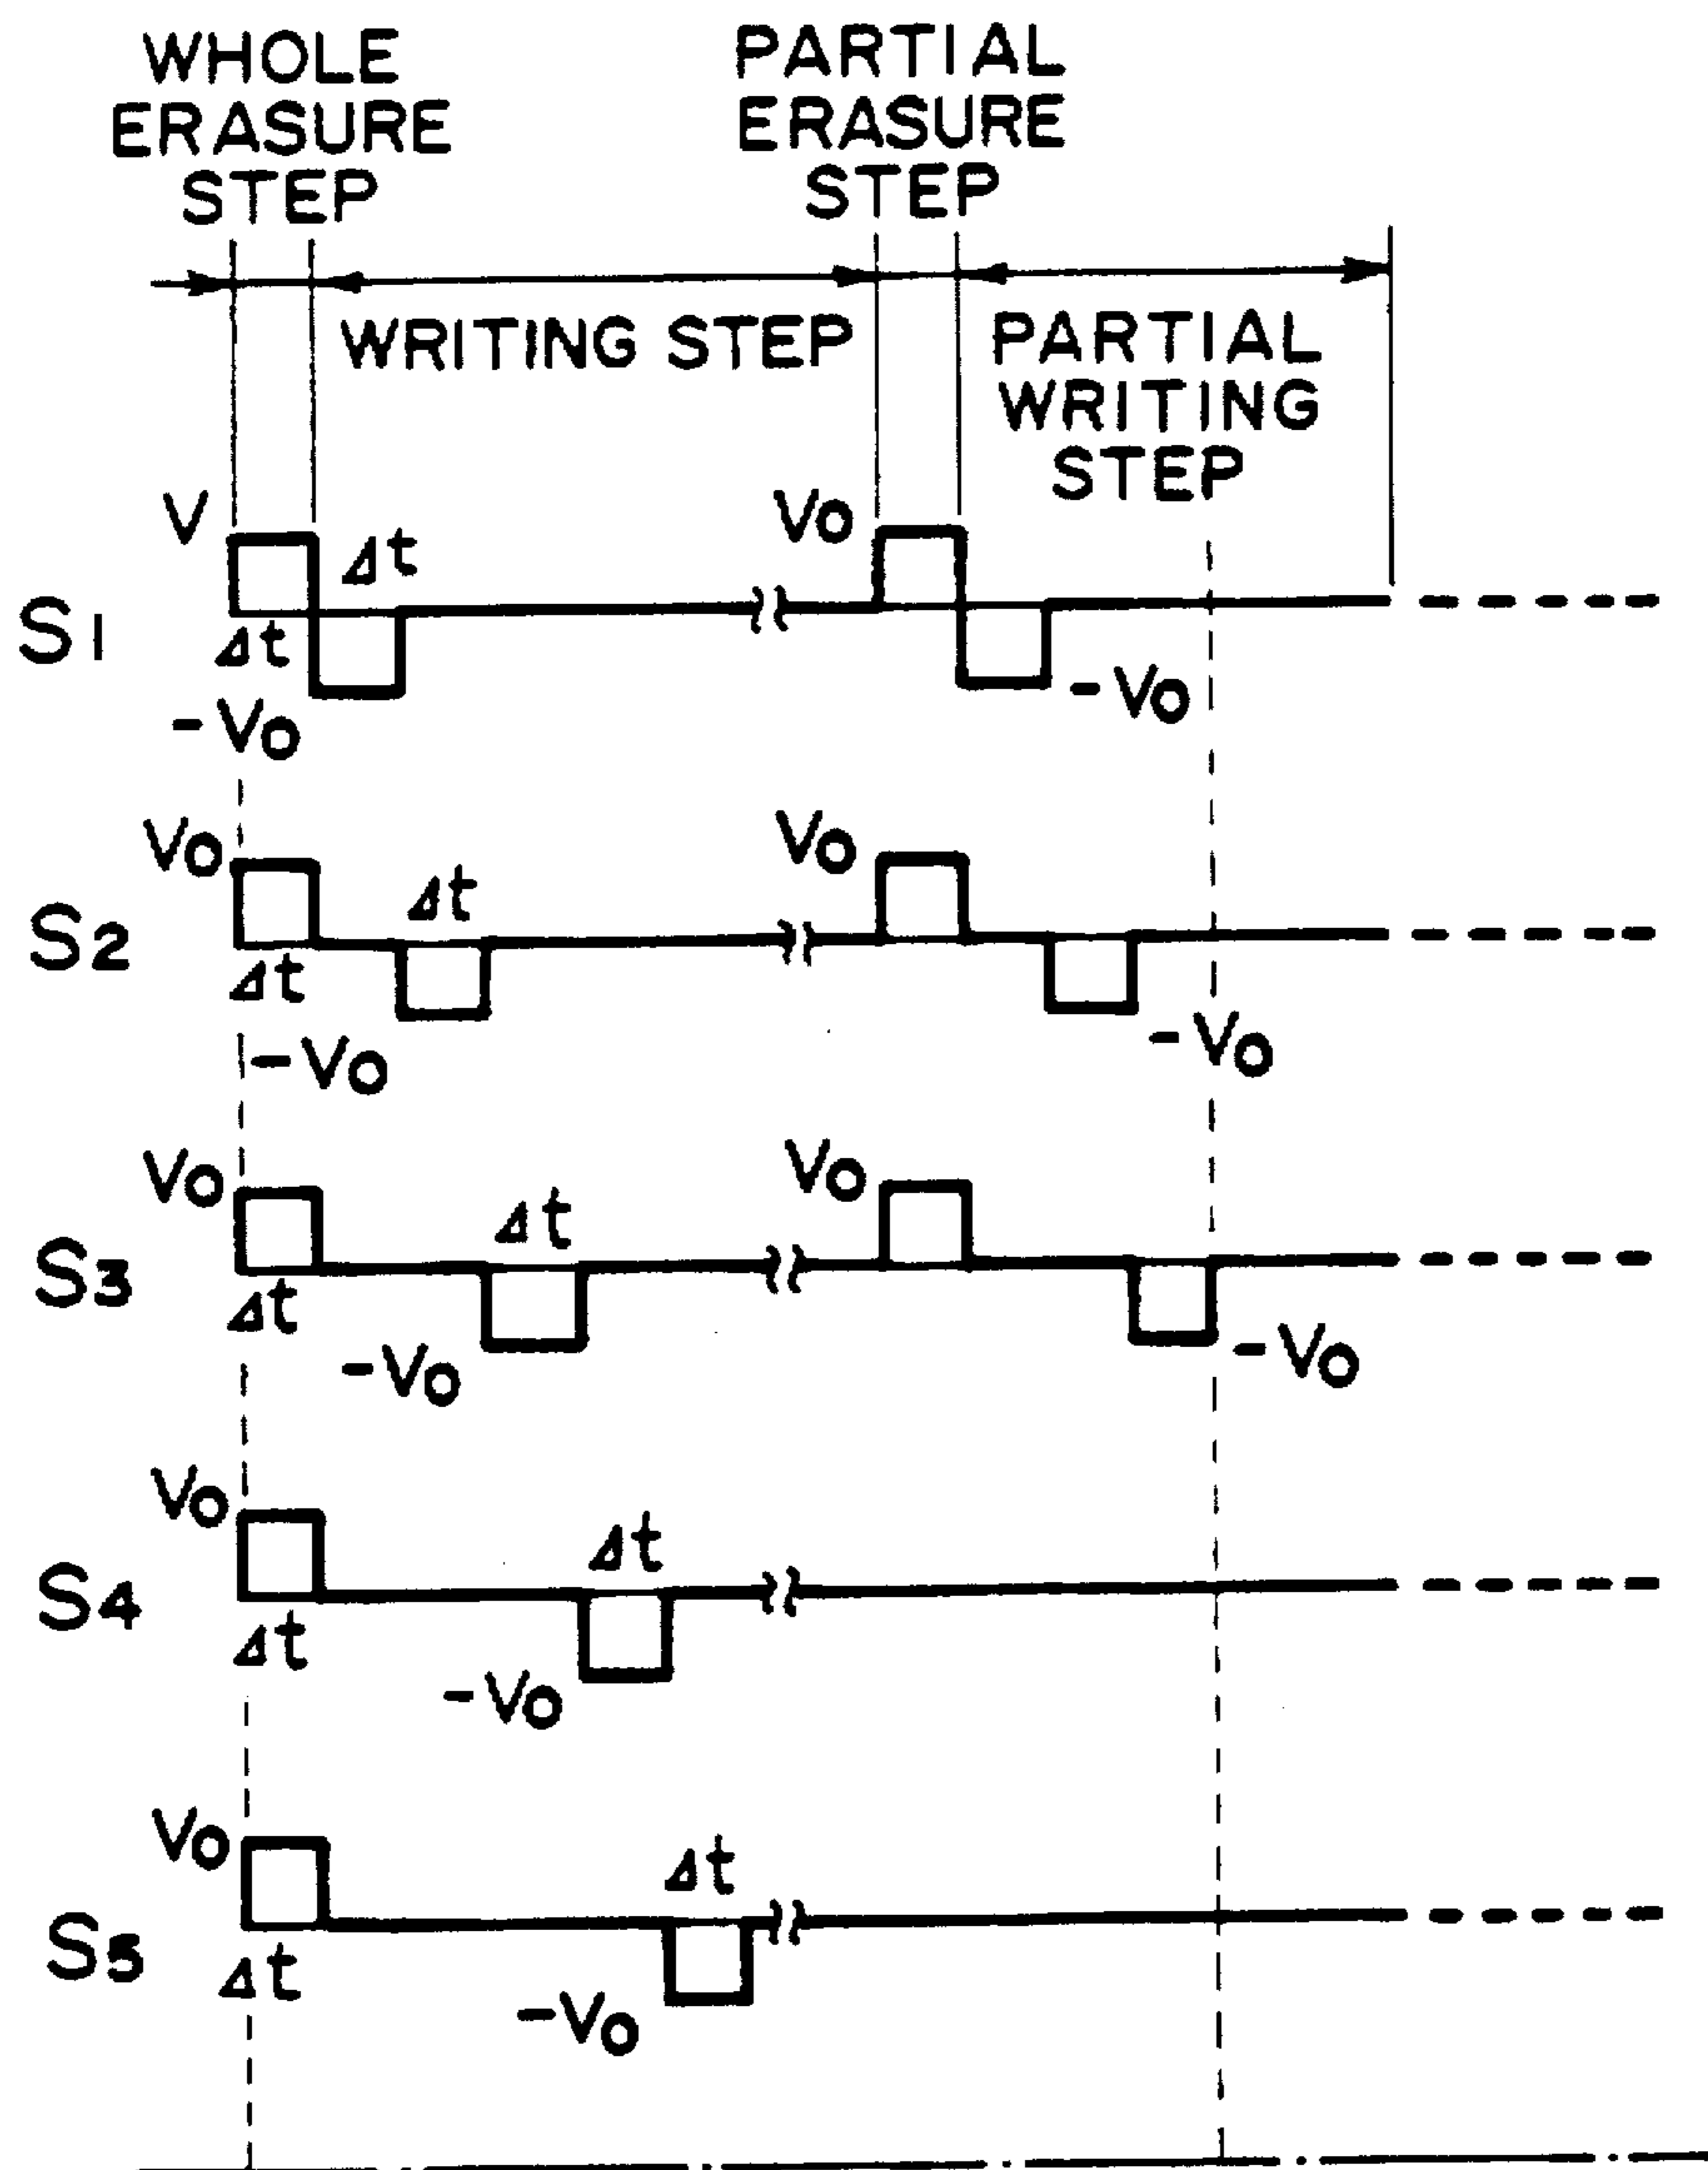 WHOLE
ERASURE
STEP
PARTIAL
ERASURE
STEP
WRITING STEP
PARTIAL
WRITING
STEP
V
Δt
Vo
S1
Δt
-Vo
-Vo
Vo
Δt
Vo
S2
Δt
-Vo
-Vo
Vo
Δt
Vo
S3
Δt
-Vo
-Vo
Vo
Δt
S4
Δt
-Vo
Vo
Δt
S5
Δt
-Vo